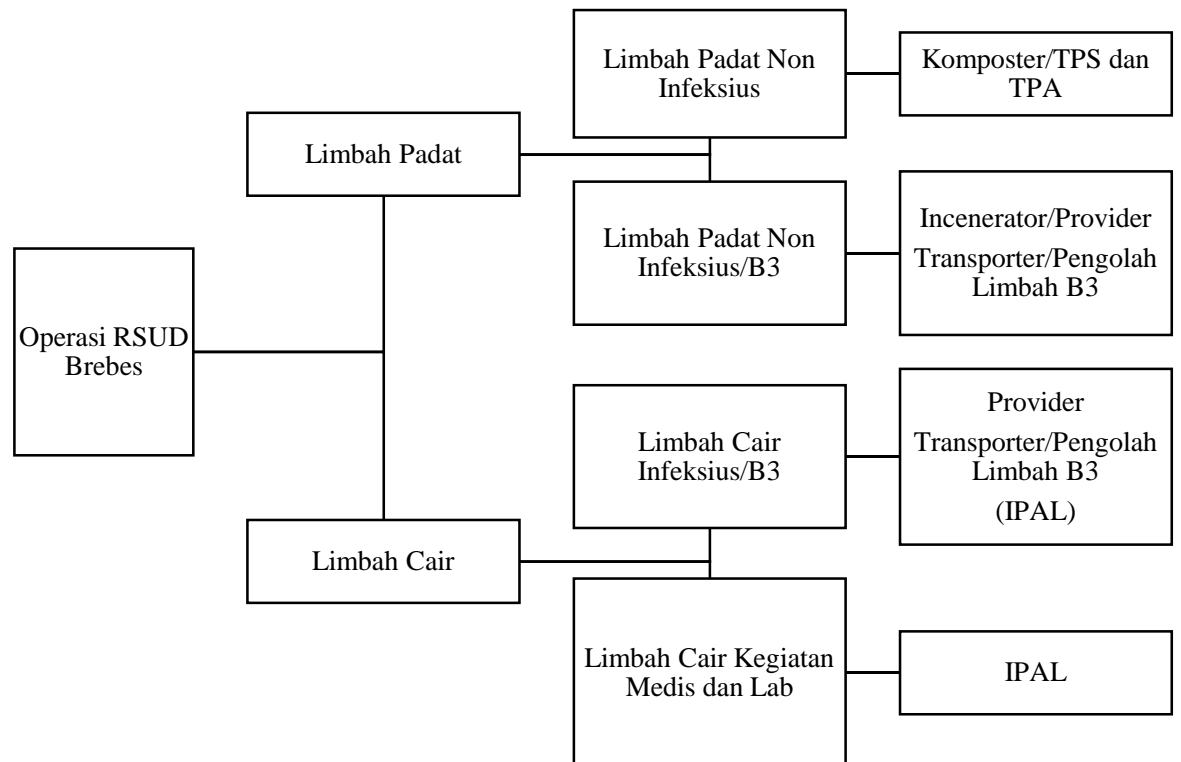 Operasi RSUD
Brebes
Limbah Padat
Limbah Padat Non
Infeksius
Komposter/TPS dan
TPA
Limbah Padat Non
Infeksius/B3
Incenerator/Provider
Transporter/Pengolah
Limbah B3
Limbah Cair
Limbah Cair
Infeksius/B3
Provider
Transporter/Pengolah
Limbah B3
(IPAL)
Limbah Cair Kegiatan
Medis dan Lab
IPAL